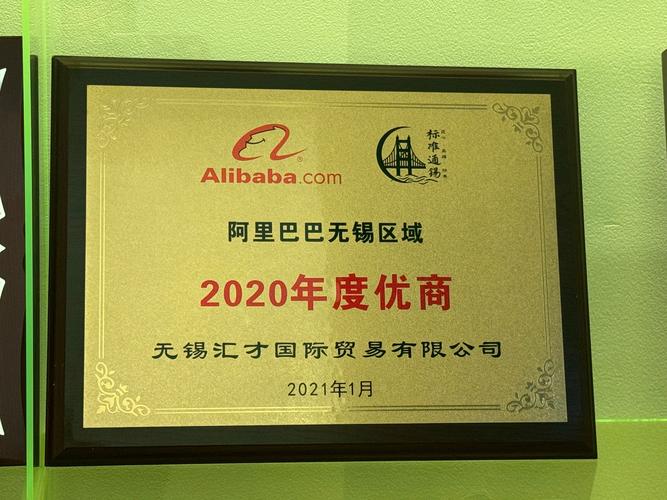 Alibaba.com
标准通锡
阿里巴巴无锡区域
2020年度优商
无锡汇才国际贸易有限公司
2021年1月